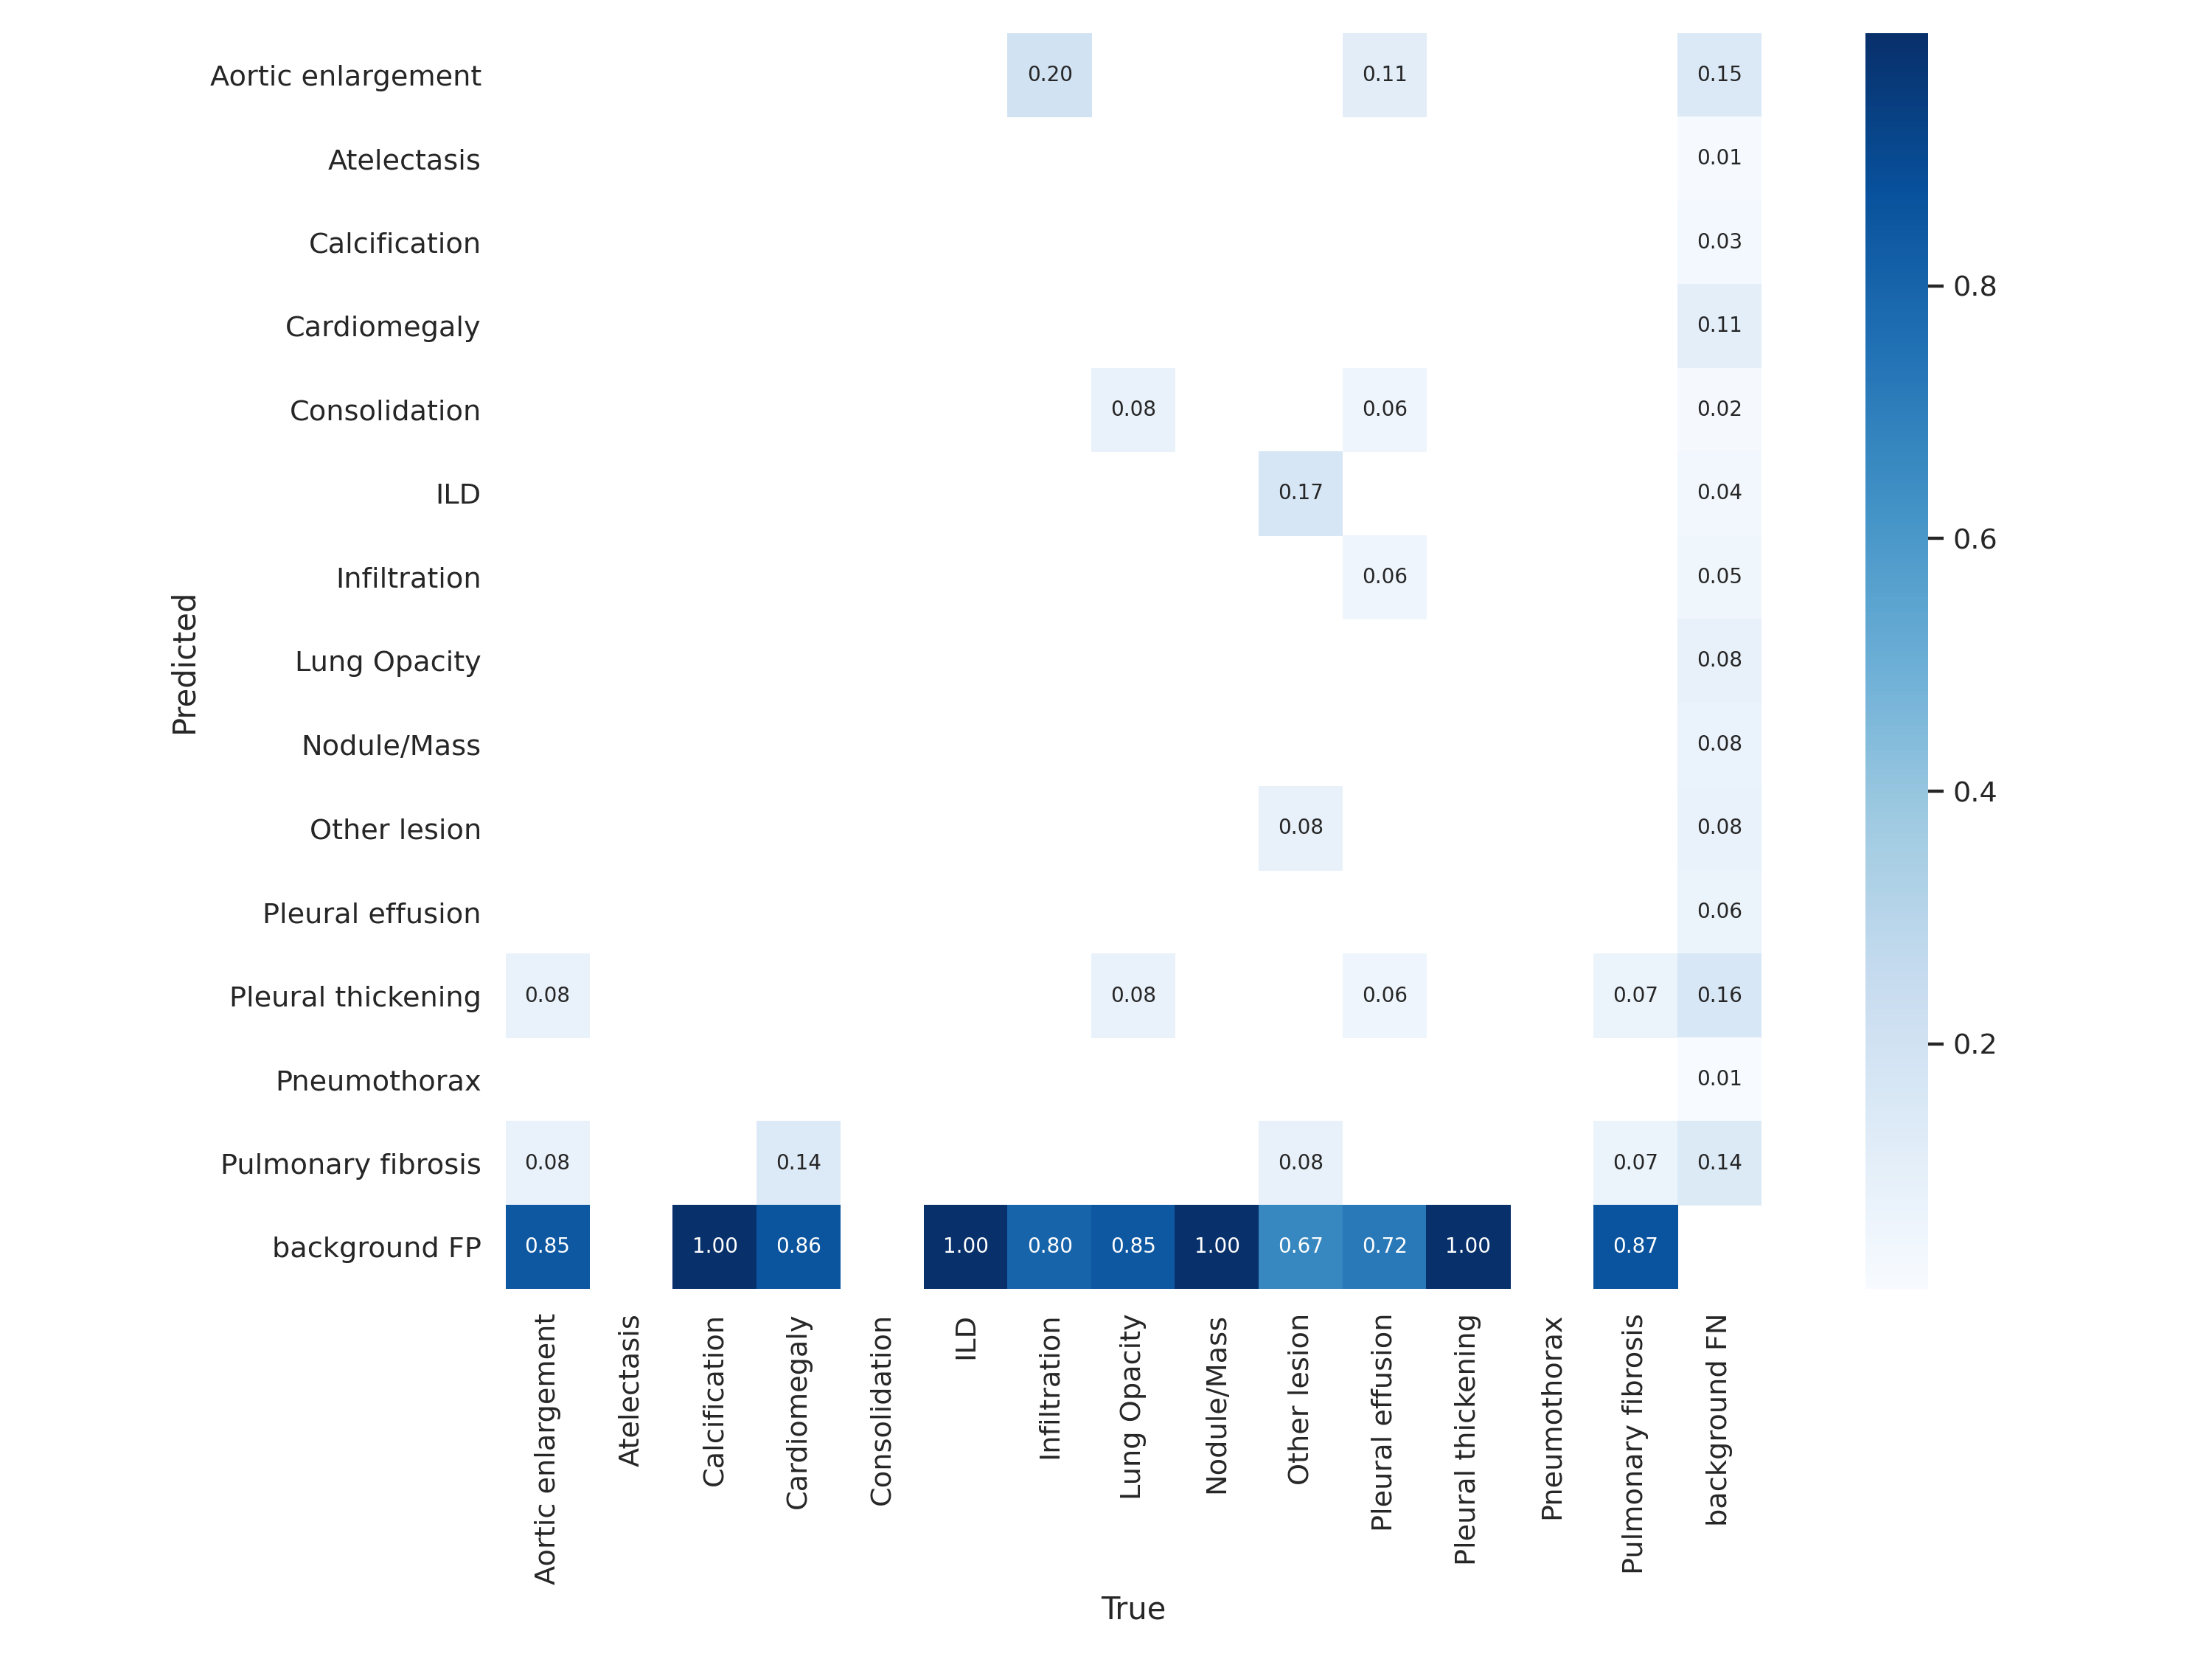 Aortic enlargement 0.20 0.11 0.15
Atelectasis 0.01
Calcification 0.03
0.8
Cardiomegaly 0.11
Consolidation 0.08 0.06 0.02
ILD 0.17 0.04
0.6
Infiltration 0.06 0.05
Predicted
Lung Opacity 0.08
Nodule/Mass 0.08
0.4
Other lesion 0.08 0.08
Pleural effusion 0.06
Pleural thickening 0.08 0.08 0.06 0.07 0.16
0.2
Pneumothorax 0.01
Pulmonary fibrosis 0.08 0.14 0.08 0.07 0.14
background FP 0.85 1.00 0.86 1.00 0.80 0.85 1.00 0.67 0.72 1.00 0.87
Aortic enlargement
Atelectasis
Calcification
Cardiomegaly
Consolidation
ILD
Infiltration
Lung Opacity
Nodule/Mass
Other lesion
Pleural effusion
Pleural thickening
Pneumothorax
Pulmonary fibrosis
background FN
True